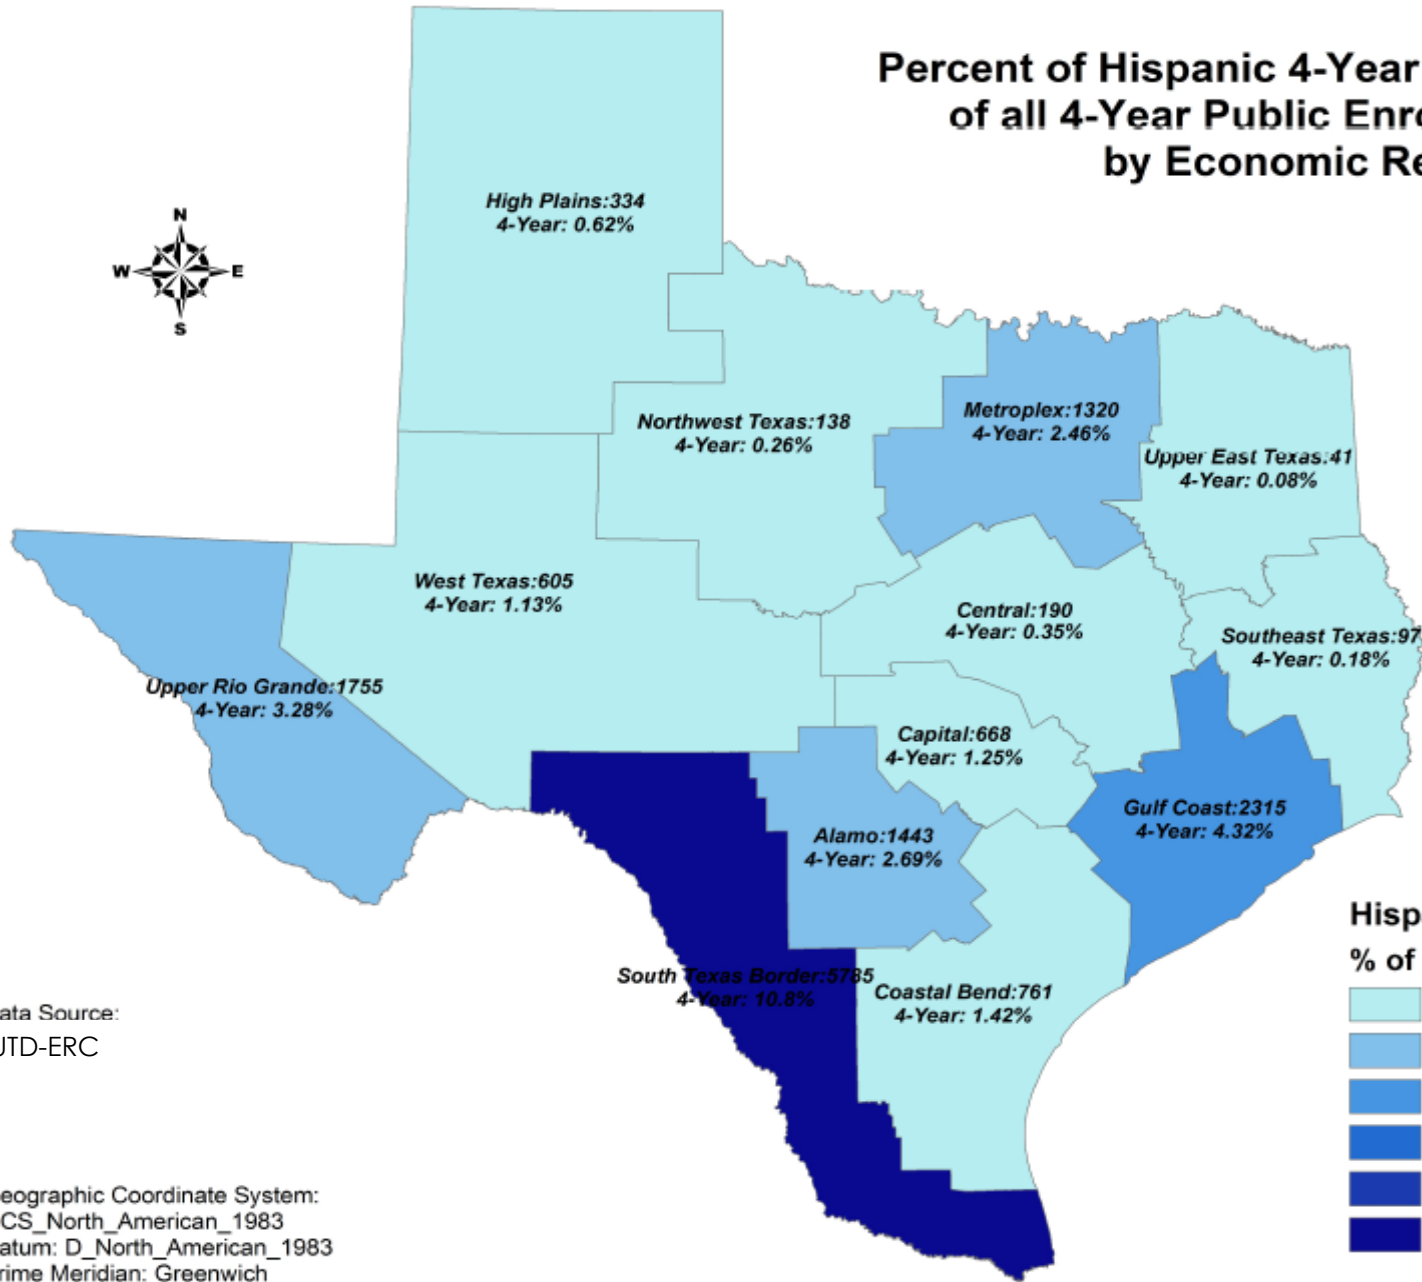 Percent of Hispanic 4-Year
of all 4-Year Public Enro
by Economic Re
N
W E
S
High Plains:334
4-Year: 0.62%
Northwest Texas:138
4-Year: 0.26%
Metroplex:1320
4-Year: 2.46%
Upper East Texas:41
4-Year: 0.08%
West Texas:605
4-Year: 1.13%
Central:190
4-Year: 0.35%
Southeast Texas:97
4-Year: 0.18%
Upper Rio Grande:1755
4-Year: 3.28%
Capital:668
4-Year: 1.25%
Gulf Coast:2315
4-Year: 4.32%
Alamo:1443
4-Year: 2.69%
South Texas Border:5785
4-Year: 10.8%
Coastal Bend:761
4-Year: 1.42%
Hisp
% of
ata Source:
UTD-ERC
eographic Coordinate System:
CS_North_American_1983
atum: D_North_American_1983
rime Meridian: Greenwich